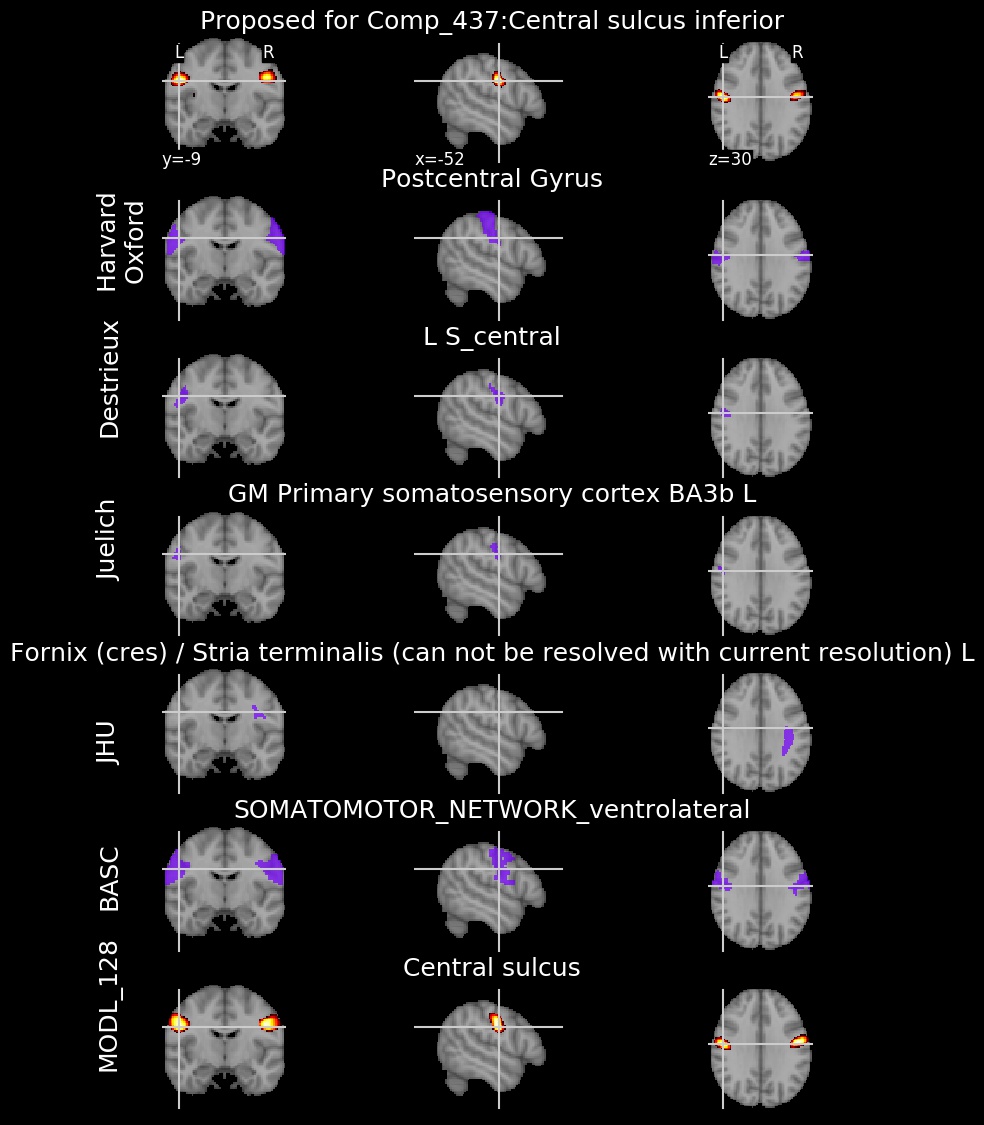 Proposed for Comp_437:Central sulcus inferior
L R
L R
y=-9
x=-52
z=30
Postcentral Gyrus
Harvard
Oxford
L S_central
Destrieux
GM Primary somatosensory cortex BA3b L
Juelich
Fornix (cres) / Stria terminalis (can not be resolved with current resolution) L
JHU
SOMATOMOTOR_NETWORK_ventrolateral
BASC
Central sulcus
MODL_128